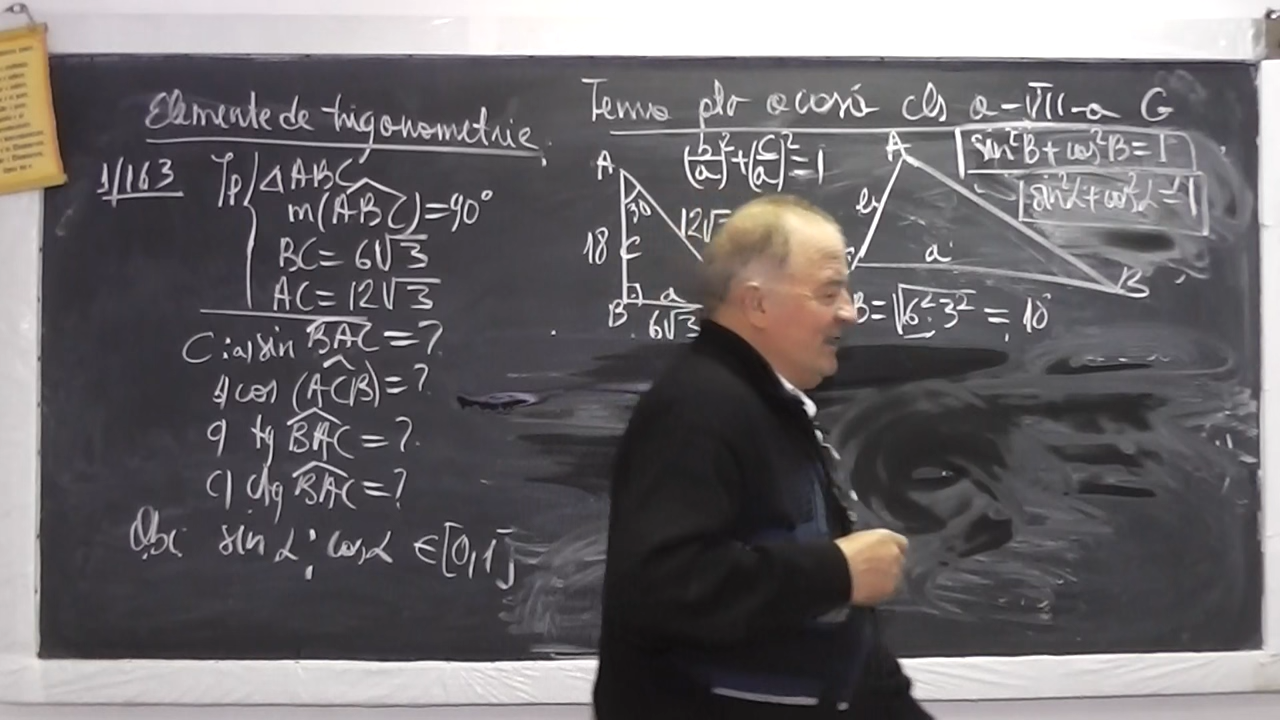 Elemente de trigonometrie
1/163 Ip △ABC
m(ABC)=90°
BC= 6√3
AC= 12√3
C: a) sin BAC=?
b) cos (ACB)=?
c) tg BAC=?
c) ctg BAC=?
Obs: sin α; cos α ∈[0,1]
Tema ptr acasă cls a-VII-a G
(b/a)²+(c/a)²=1
sin²B+cos²B=1
sin²α+cos²α=1
A
30
12√
18 C
B a
6√3
A
a
B
B=√6²·3² = 18